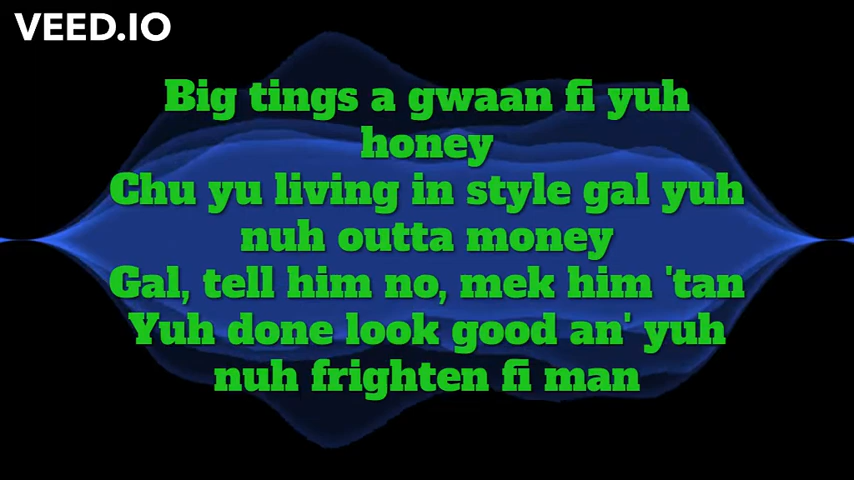 VEED.IO
Big tings a gwaan fi yuh
honey
Chu yu living in style gal yuh
nuh outta money
Gal, tell him no, mek him 'tan
Yuh done look good an' yuh
nuh frighten fi man